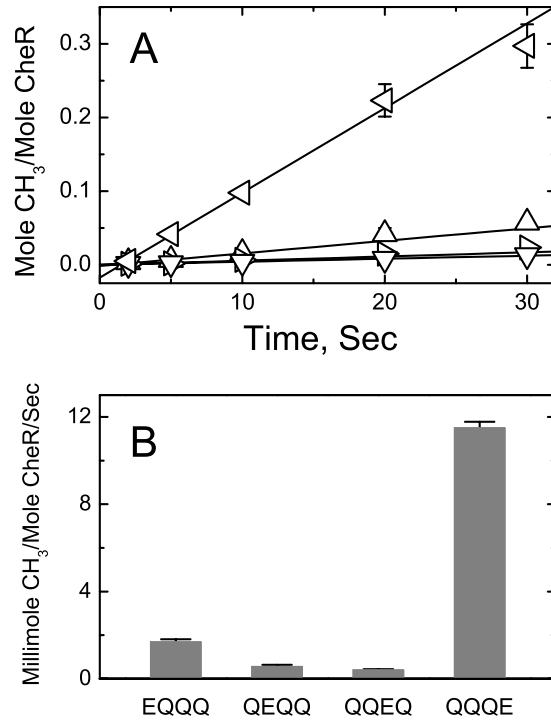 A
Mole CH₃/Mole CheR
0.3
0.2
0.1
0.0
0 10 20 30
Time, Sec
B
Millimole CH₃/Mole CheR/Sec
12
8
4
0
EQQQ QEQQ QQEQ QQQE